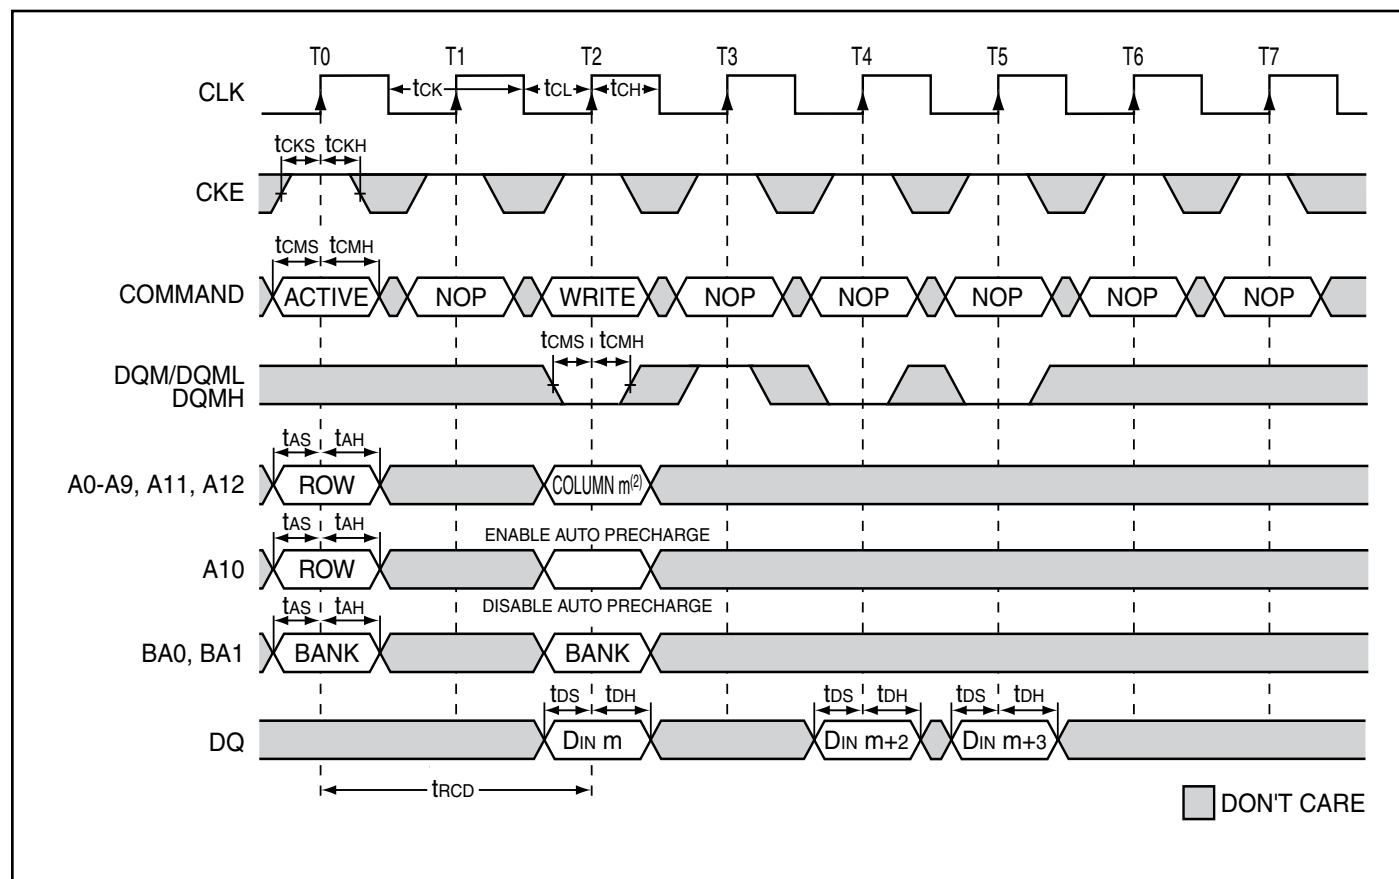 T0 T1 T2 T3 T4 T5 T6 T7
CLK tCK tCL tCH
tCKS tCKH
CKE
tCMS tCMH
COMMAND ACTIVE NOP WRITE NOP NOP NOP NOP NOP
tCMS tCMH
DQM/DQML
DQMH
tAS tAH
A0-A9, A11, A12 ROW COLUMN m(2)
tAS tAH ENABLE AUTO PRECHARGE
A10 ROW
tAS tAH DISABLE AUTO PRECHARGE
BA0, BA1 BANK BANK
tDS tDH tDS tDH tDS tDH
DQ DIN m DIN m+2 DIN m+3
tRCD
DON'T CARE